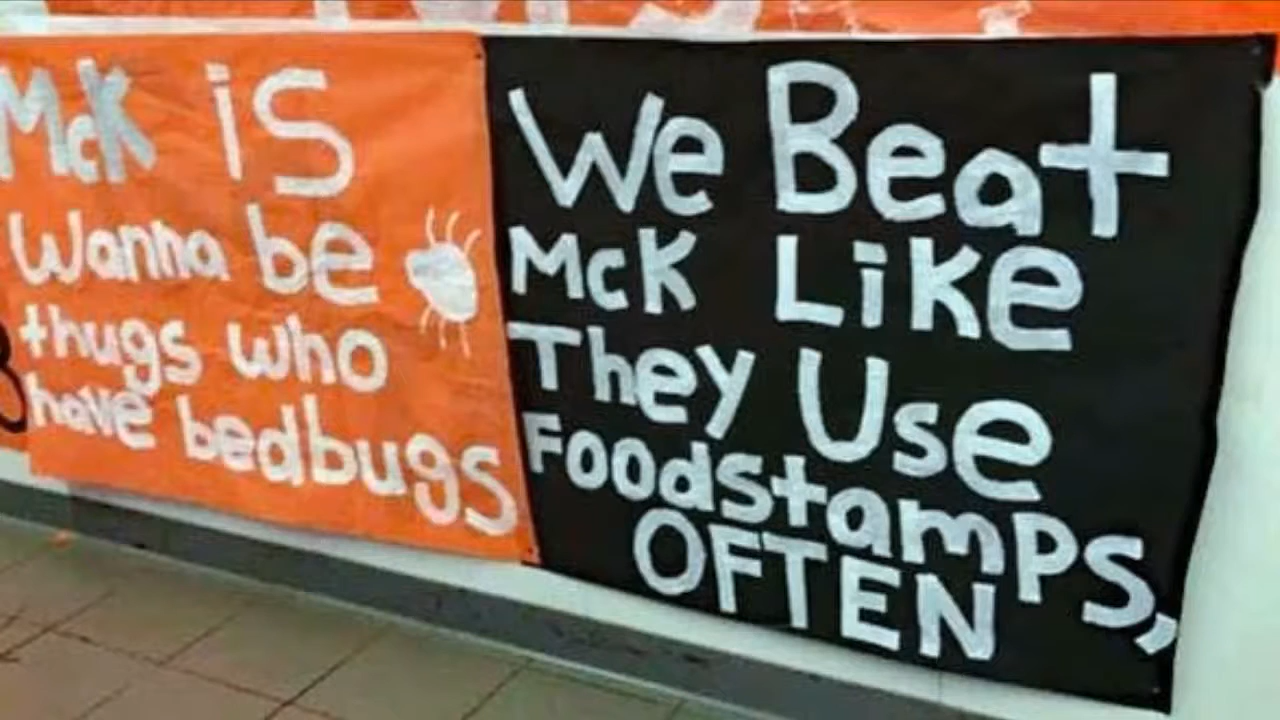 McK is
Wanna be
thugs who
have bedbugs
We Beat
McK Like
They Use
Foodstamps,
OFTEN